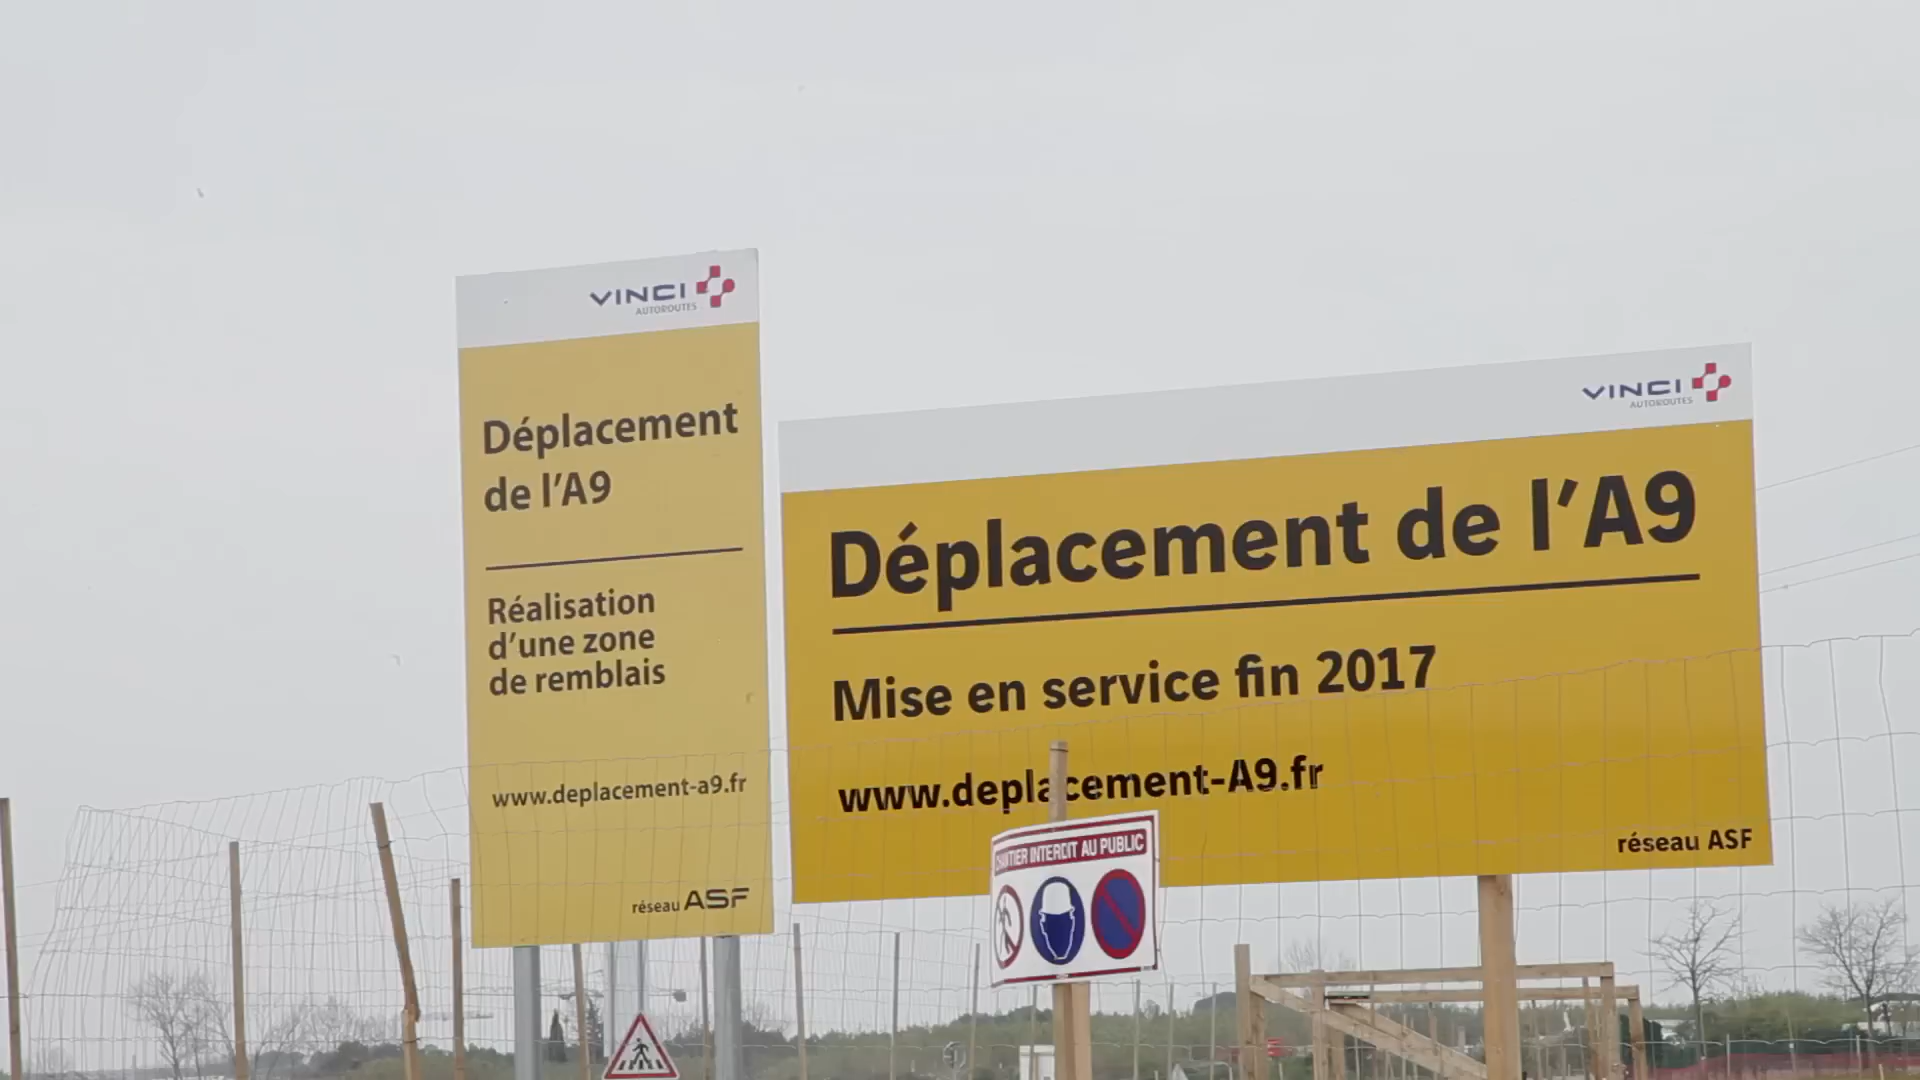 VINCI
AUTOROUTES
Déplacement
de l'A9
Réalisation
d'une zone
de remblais
www.deplacement-a9.fr
réseau ASF
VINCI
AUTOROUTES
Déplacement de l'A9
Mise en service fin 2017
www.deplacement-A9.fr
réseau ASF
CHANTIER INTERDIT AU PUBLIC